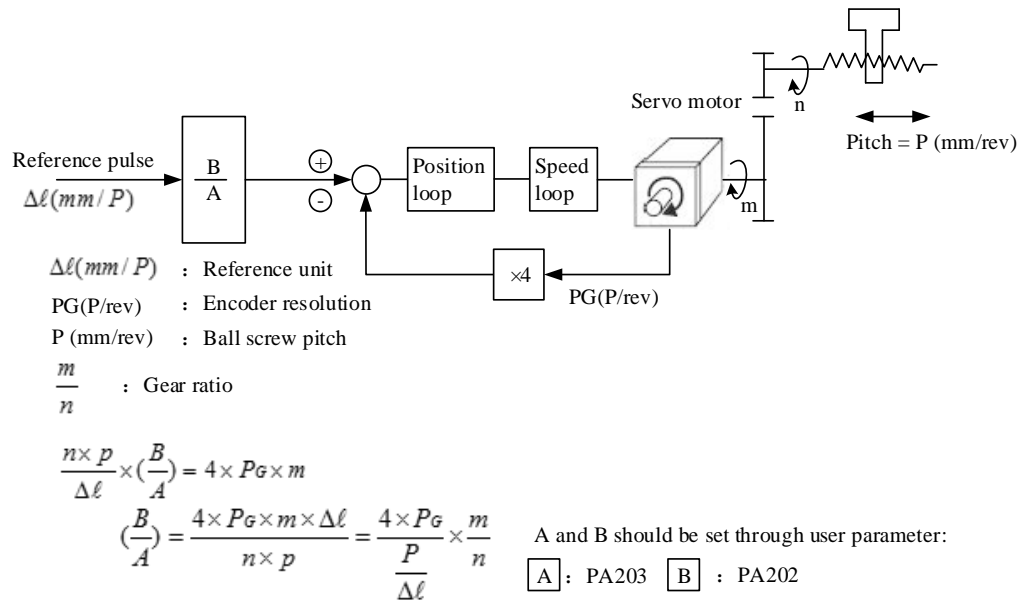 n
Servo motor
Pitch = P (mm/rev)
m
Reference pulse
Δℓ(mm/P)
B
A
+
-
Position
loop
Speed
loop
×4
PG(P/rev)
Δℓ(mm/P) : Reference unit
PG(P/rev) : Encoder resolution
P (mm/rev) : Ball screw pitch
m/n : Gear ratio
n×p/Δℓ ×(B/A) = 4×PG×m
(B/A) = 4×PG×m×Δℓ / n×p = 4×PG / (P/Δℓ) × m/n
A and B should be set through user parameter:
A : PA203 B : PA202